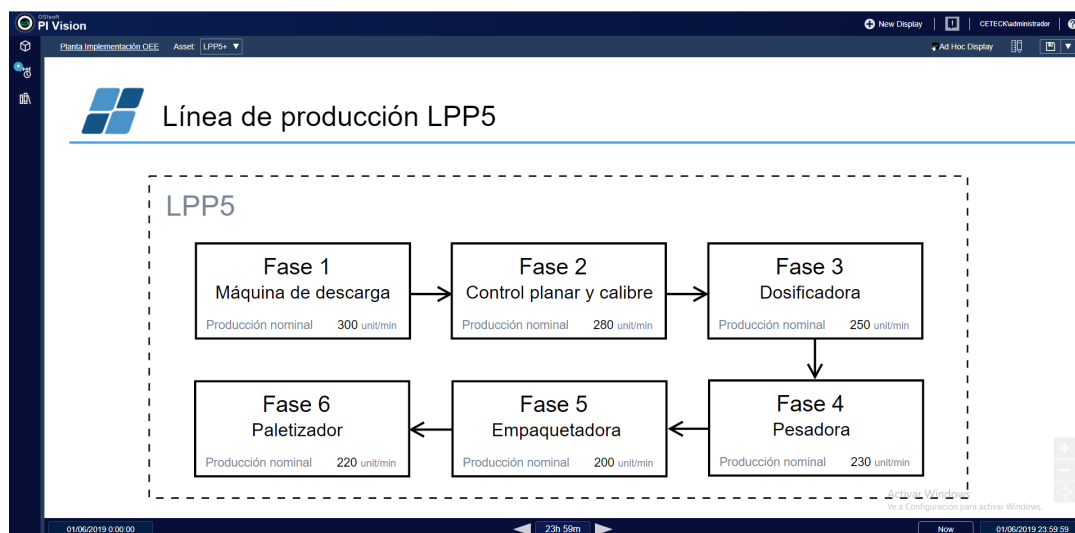 OSIsoft
PI Vision
New Display
CETECK\administrador
?
Planta Implementación OEE
Asset: LPP5+ ▼
Ad Hoc Display
Línea de producción LPP5
LPP5
Fase 1
Máquina de descarga
Producción nominal 300 unit/min
Fase 2
Control planar y calibre
Producción nominal 280 unit/min
Fase 3
Dosificadora
Producción nominal 250 unit/min
Fase 6
Paletizador
Producción nominal 220 unit/min
Fase 5
Empaquetadora
Producción nominal 200 unit/min
Fase 4
Pesadora
Producción nominal 230 unit/min
Activar Windows
Ve a Configuración para activar Windows.
01/06/2019 0:00:00
23h 59m
Now
01/06/2019 23:59:59